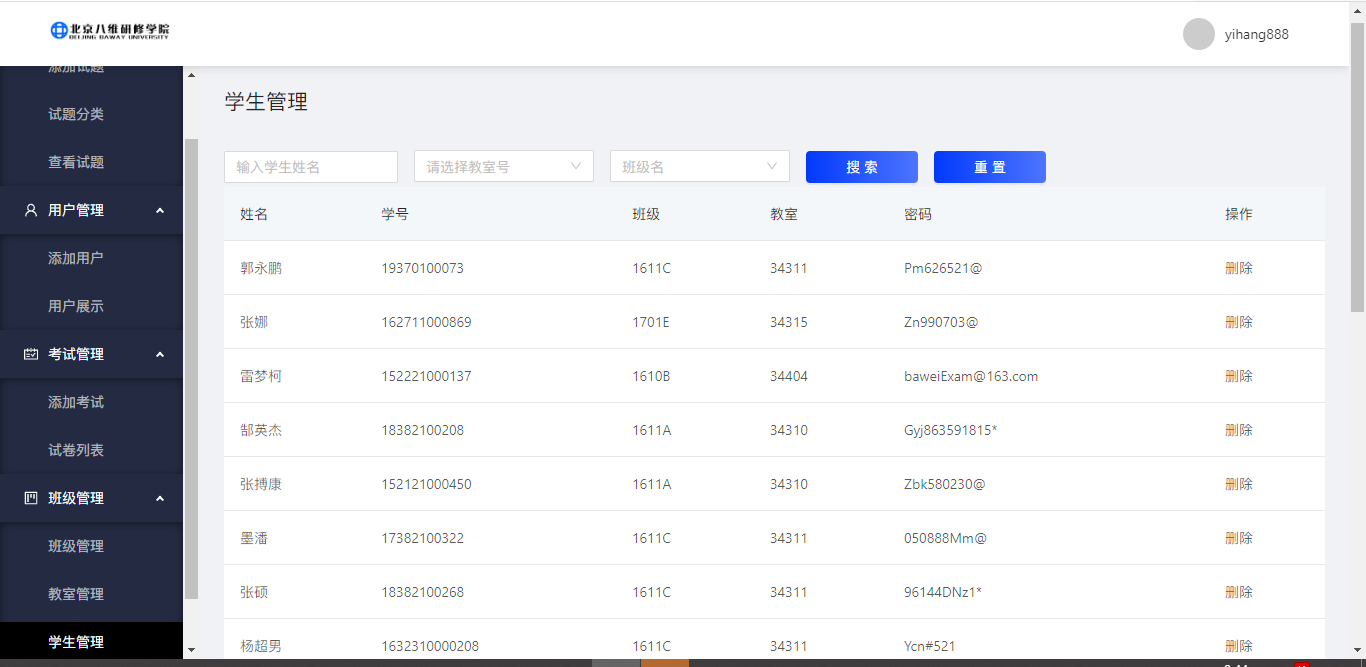 北京八维研修学院
BEIJING BAWAY UNIVERSITY
yihang888
添加试题
试题分类
查看试题
用户管理
添加用户
用户展示
考试管理
添加考试
试卷列表
班级管理
班级管理
教室管理
学生管理
学生管理
输入学生姓名 请选择教室号 班级名 搜 索 重 置
姓名 学号 班级 教室 密码 操作
郭永鹏 19370100073 1611C 34311 Pm626521@ 删除
张娜 162711000869 1701E 34315 Zn990703@ 删除
雷梦柯 152221000137 1610B 34404 baweiExam@163.com 删除
郜英杰 18382100208 1611A 34310 Gyj863591815* 删除
张搏康 152121000450 1611A 34310 Zbk580230@ 删除
墨潘 17382100322 1611C 34311 050888Mm@ 删除
张硕 18382100268 1611C 34311 96144DNz1* 删除
杨超男 1632310000208 1611C 34311 Ycn#521 删除